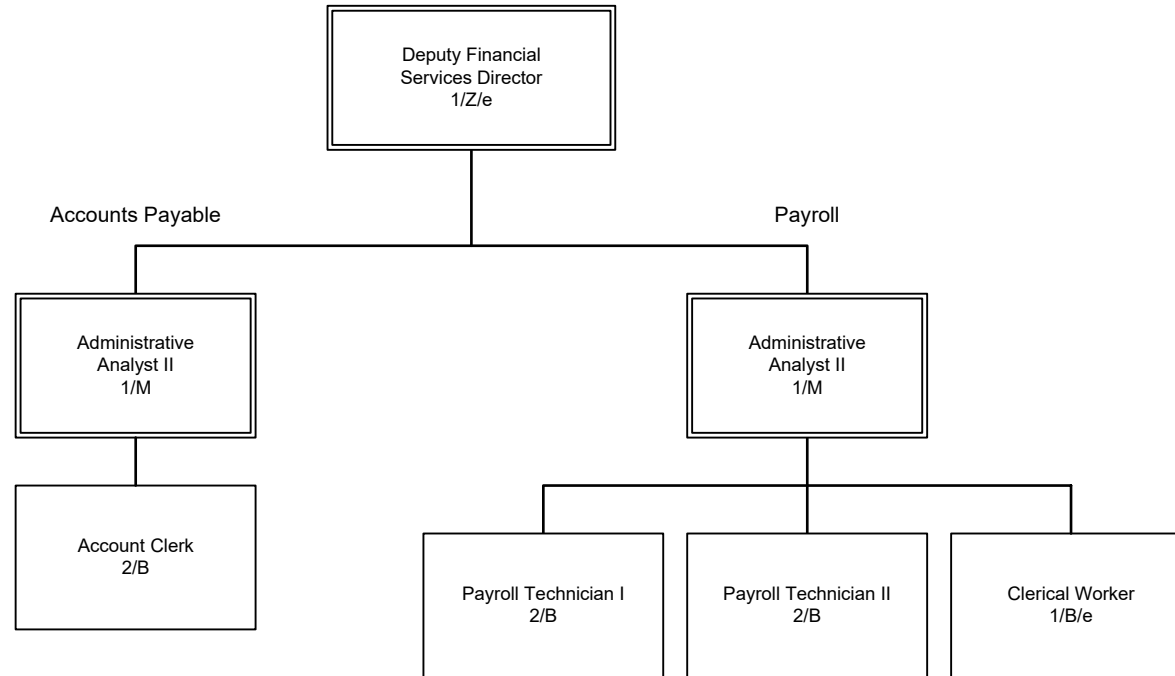 Deputy Financial
Services Director
1/Z/e
Accounts Payable
Payroll
Administrative
Analyst II
1/M
Administrative
Analyst II
1/M
Account Clerk
2/B
Payroll Technician I
2/B
Payroll Technician II
2/B
Clerical Worker
1/B/e